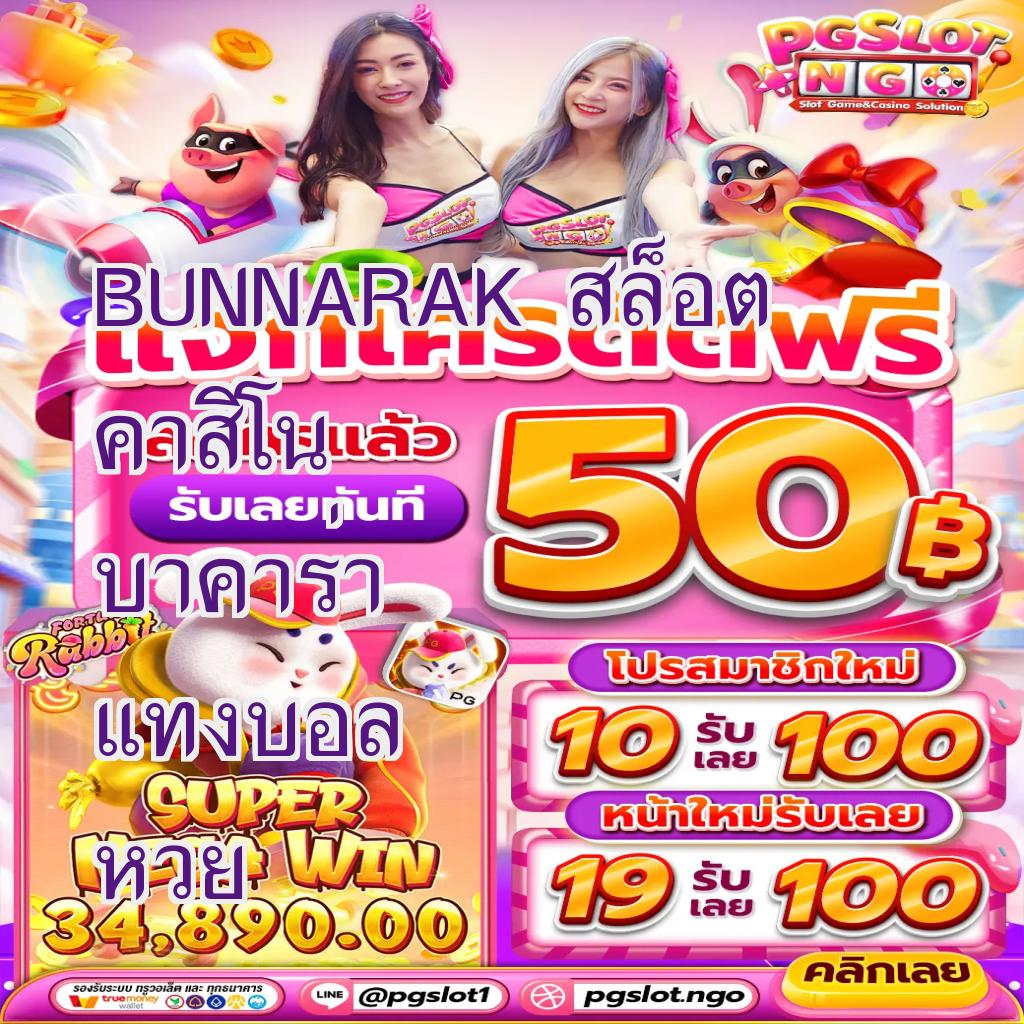 PGSLOT
NGO
Slot Game&Casino Solution
PGSLOT
NGO
PGSLOT
NGO
BUNNARAK สล็อต
คาสิโน
แล้ว
50฿
รับเลยทันที
บาคาร่า
แทงบอล
หวย
Rabbit
PG
SUPER
WIN
34,890.00
โปรสมาชิกใหม่
10 รับเลย 100
หน้าใหม่รับเลย
19 รับเลย 100
รองรับระบบ ทรูวอเล็ต และ ทุกธนาคาร
truemoney
wallet
LINE @pgslot1
pgslot.ngo
คลิกเลย